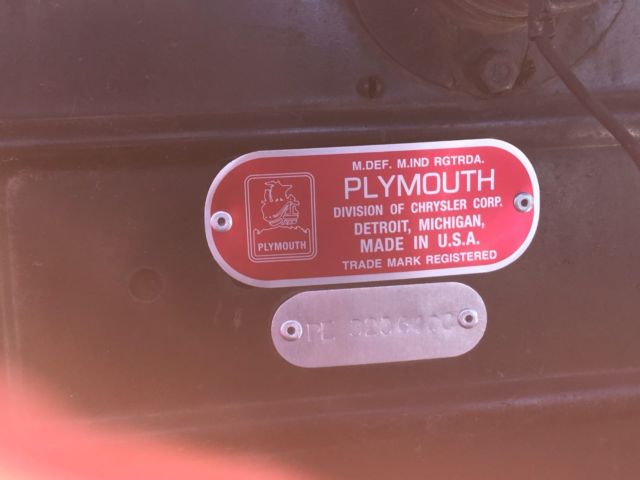 M.DEF. M.IND RGTRDA.
PLYMOUTH
DIVISION OF CHRYSLER CORP.
DETROIT, MICHIGAN,
MADE IN U.S.A.
TRADE MARK REGISTERED
PLYMOUTH